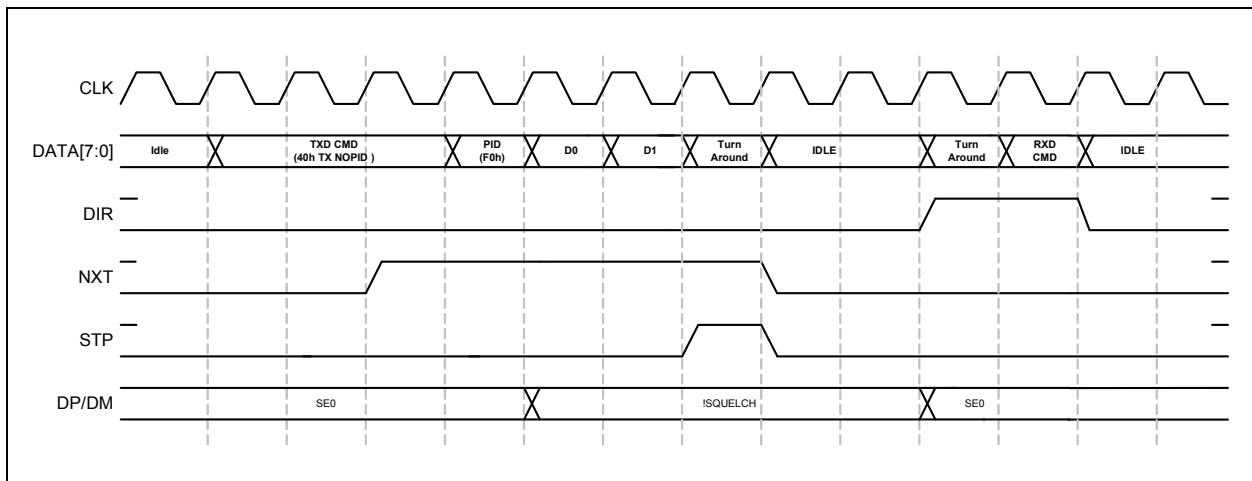 CLK
DATA[7:0]
Idle
TXD CMD
(40h TX NOPID )
PID
(F0h)
D0
D1
Turn
Around
IDLE
Turn
Around
RXD
CMD
IDLE
DIR
NXT
STP
DP/DM
SE0
!SQUELCH
SE0